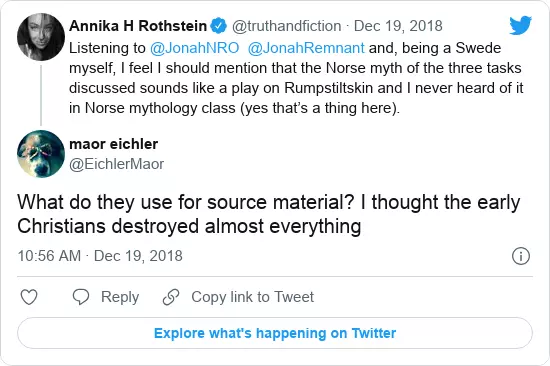 Annika H Rothstein @truthandfiction · Dec 19, 2018
Listening to @JonahNRO @JonahRemnant and, being a Swede
myself, I feel I should mention that the Norse myth of the three tasks
discussed sounds like a play on Rumpstiltskin and I never heard of it
in Norse mythology class (yes that’s a thing here).
maor eichler
@EichlerMaor
What do they use for source material? I thought the early
Christians destroyed almost everything
10:56 AM · Dec 19, 2018
Reply Copy link to Tweet
Explore what's happening on Twitter